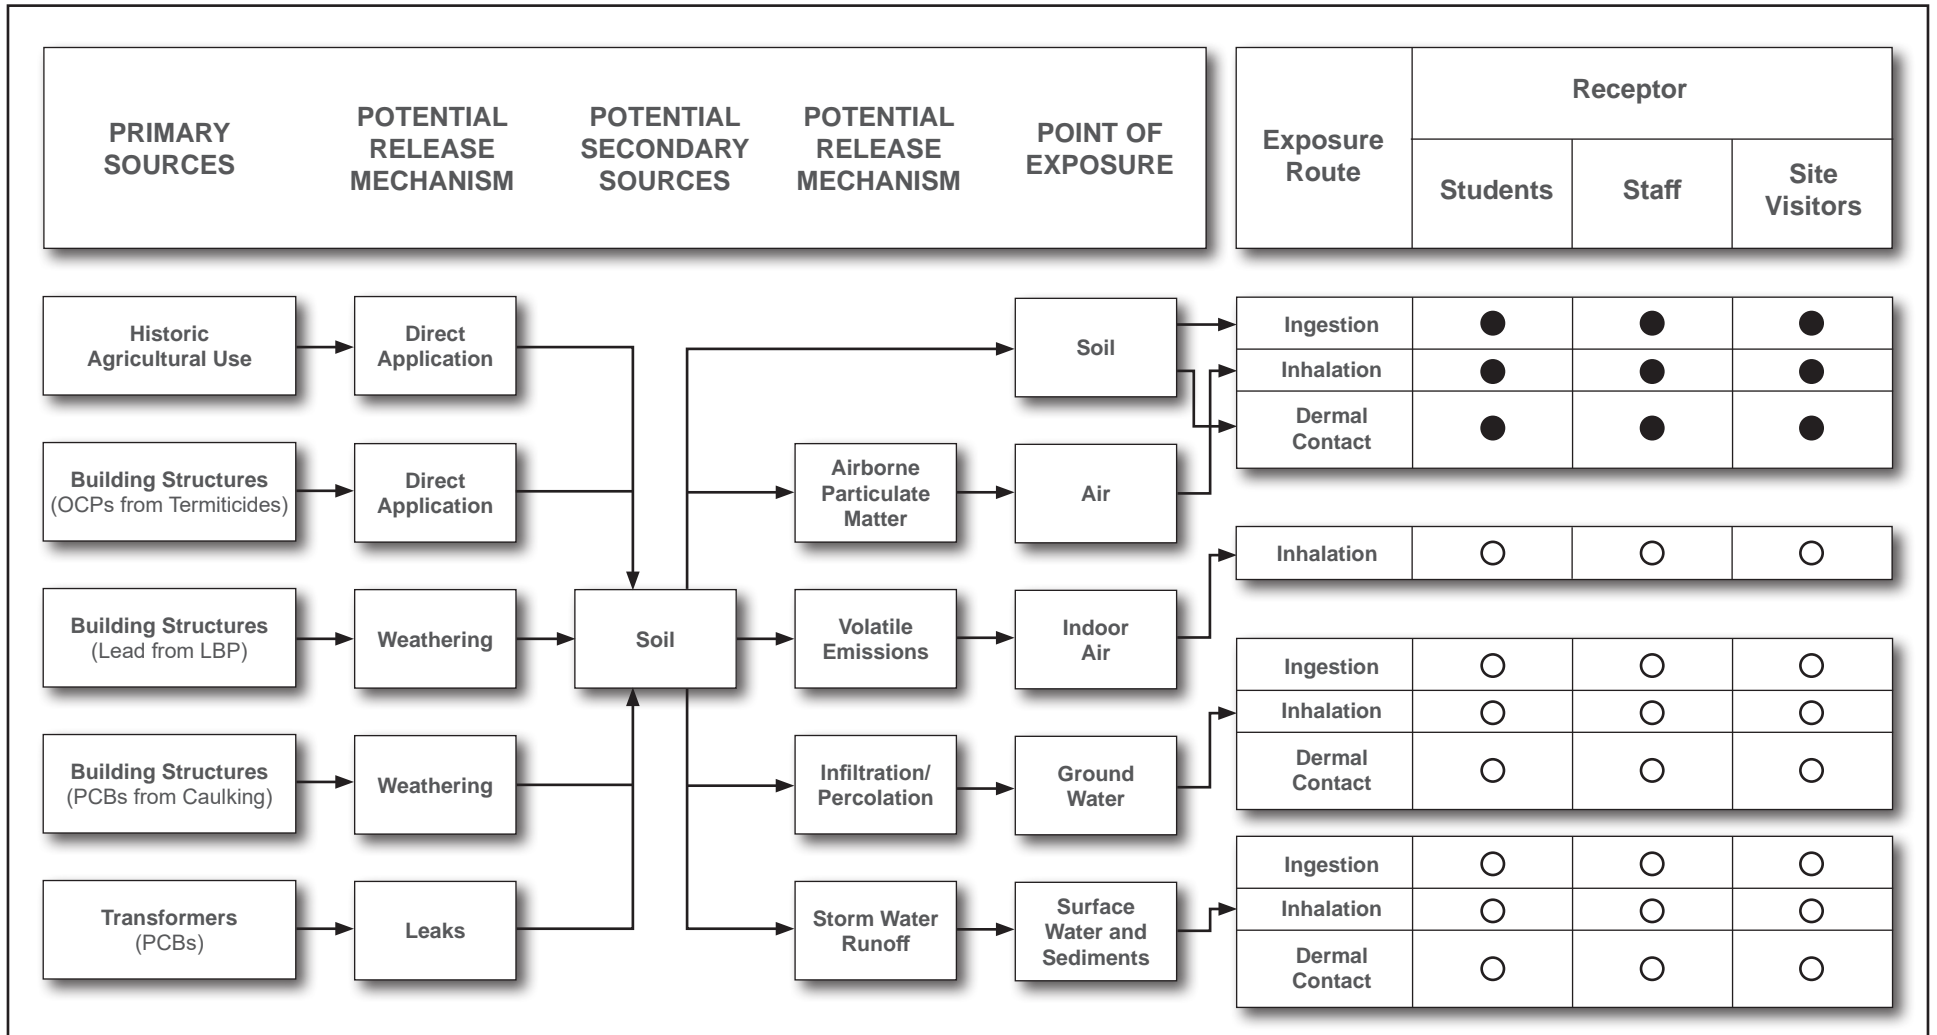 PRIMARY
SOURCES
POTENTIAL
RELEASE
MECHANISM
POTENTIAL
SECONDARY
SOURCES
POTENTIAL
RELEASE
MECHANISM
POINT OF
EXPOSURE
Exposure
Route
Receptor
Students
Staff
Site
Visitors
Historic
Agricultural Use
Direct
Application
Soil
Ingestion
Inhalation
Dermal
Contact
Building Structures
(OCPs from Termiticides)
Direct
Application
Airborne
Particulate
Matter
Air
Inhalation
Building Structures
(Lead from LBP)
Weathering
Soil
Volatile
Emissions
Indoor
Air
Ingestion
Inhalation
Dermal
Contact
Building Structures
(PCBs from Caulking)
Weathering
Infiltration/
Percolation
Ground
Water
Transformers
(PCBs)
Leaks
Storm Water
Runoff
Surface
Water and
Sediments
Ingestion
Inhalation
Dermal
Contact